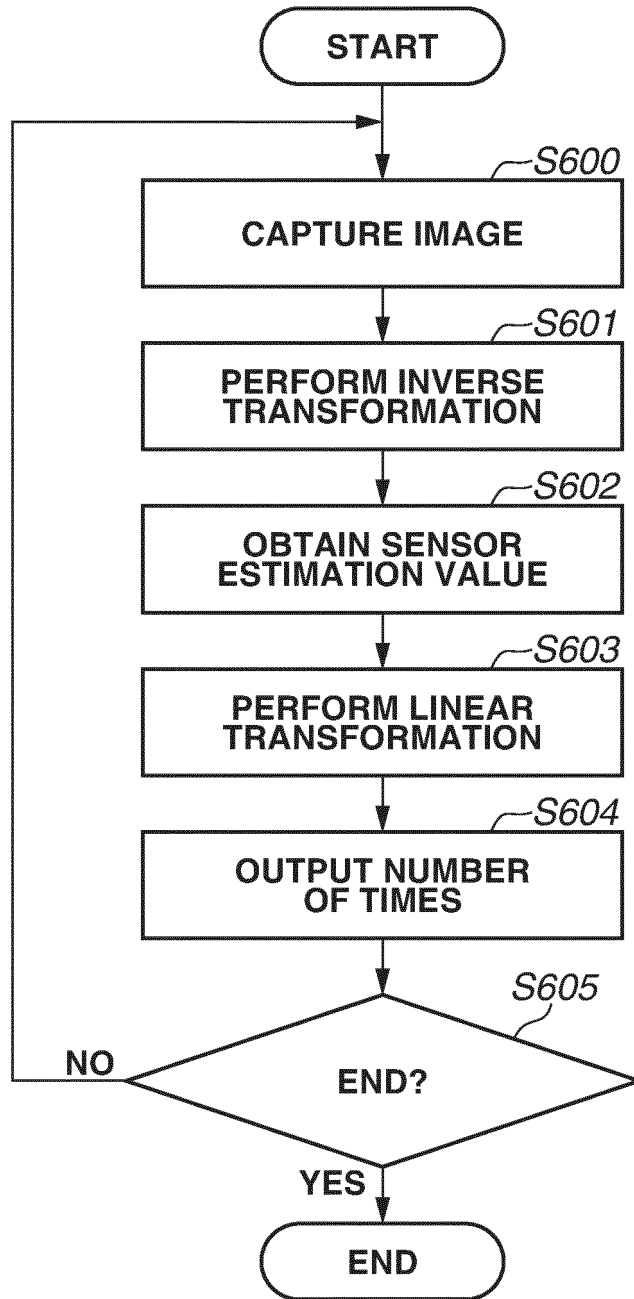 START
S600
CAPTURE IMAGE
S601
PERFORM INVERSE
TRANSFORMATION
S602
OBTAIN SENSOR
ESTIMATION VALUE
S603
PERFORM LINEAR
TRANSFORMATION
S604
OUTPUT NUMBER
OF TIMES
S605
NO
END?
YES
END